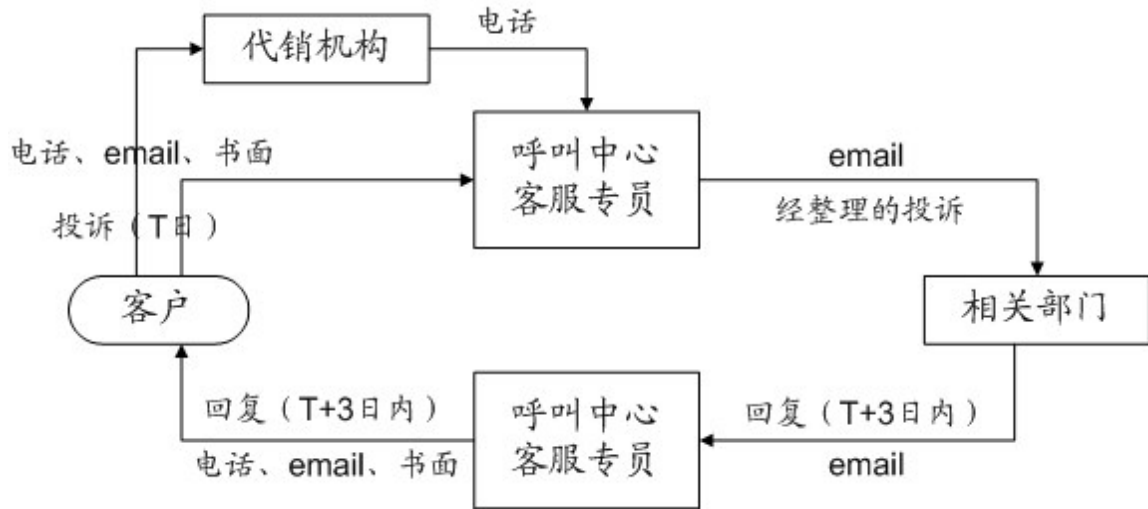 电话
代销机构
电话、email、书面
呼叫中心
客服专员
email
经整理的投诉
投诉（T日）
客户
相关部门
回复（T+3日内）
电话、email、书面
呼叫中心
客服专员
回复（T+3日内）
email